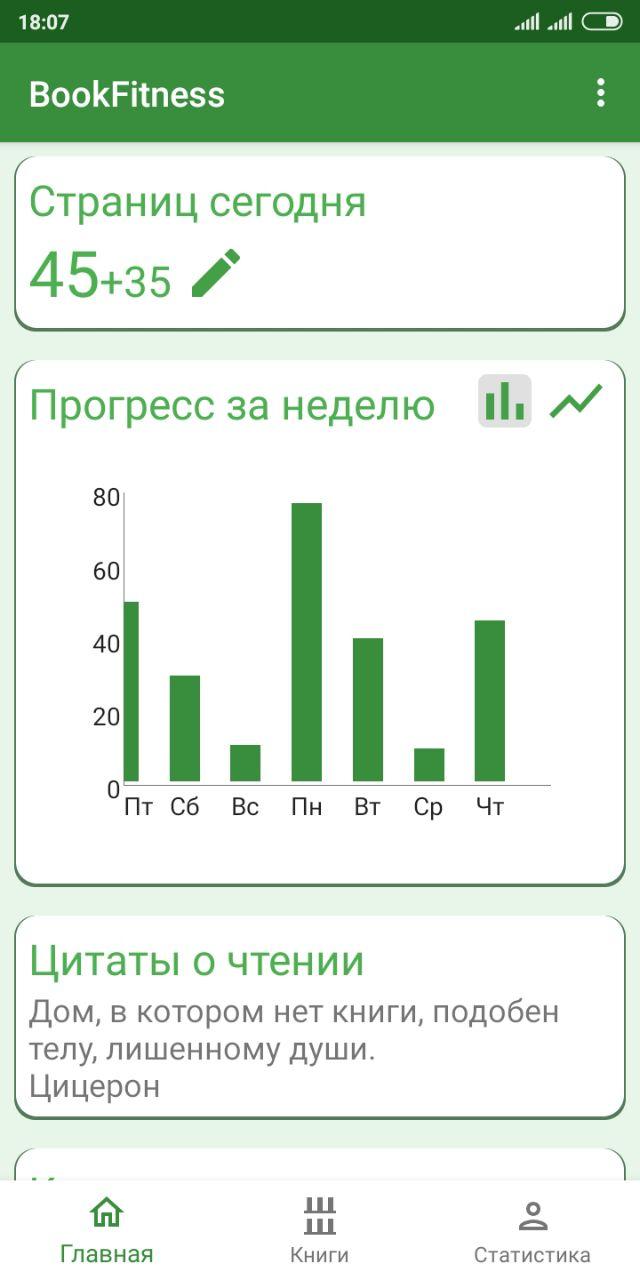 18:07
BookFitness
Страниц сегодня
45+35
Прогресс за неделю
80
60
40
20
0
Пт Сб Вс Пн Вт Ср Чт
Цитаты о чтении
Дом, в котором нет книги, подобен
телу, лишенному души.
Цицерон
Главная Книги Статистика